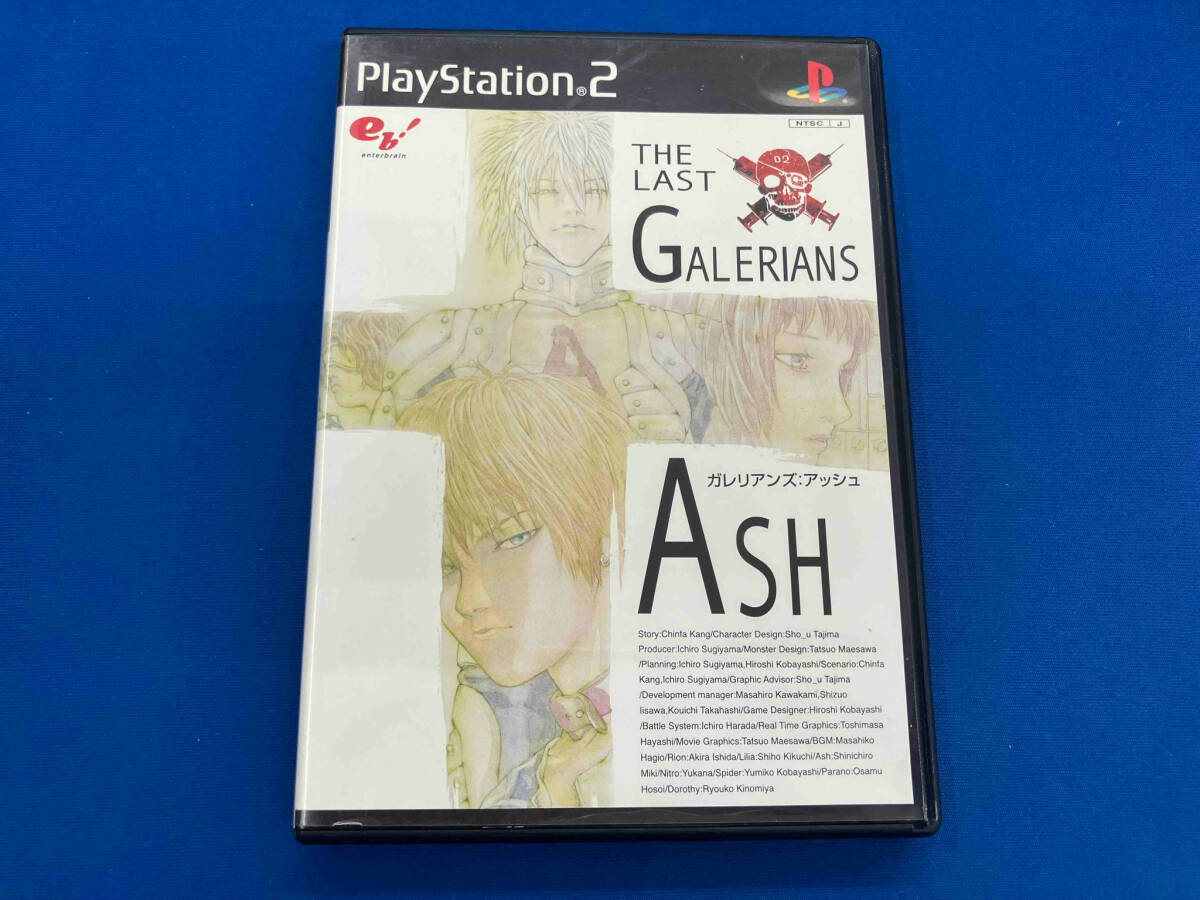 PlayStation®2
NTSC J
eb!
enterbrain
02
THE
LAST
GALERIANS
ガレリアンズ:アッシュ
ASH
Story:Chinfa Kang/Character Design:Sho_u Tajima
Producer:Ichiro Sugiyama/Monster Design:Tatsuo Maesawa
/Planning:Ichiro Sugiyama,Hiroshi Kobayashi/Scenario:Chinfa
Kang,Ichiro Sugiyama/Graphic Advisor:Sho_u Tajima
/Development manager:Masahiro Kawakami,Shizuo
Iisawa,Kouichi Takahashi/Game Designer:Hiroshi Kobayashi
/Battle System:Ichiro Harada/Real Time Graphics:Toshimasa
Hayashi/Movie Graphics:Tatsuo Maesawa/BGM:Masahiko
Hagio/Rion:Akira Ishida/Lilia:Shiho Kikuchi/Ash:Shinichiro
Miki/Nitro:Yukana/Spider:Yumiko Kobayashi/Parano:Osamu
Hosoi/Dorothy:Ryouko Kinomiya